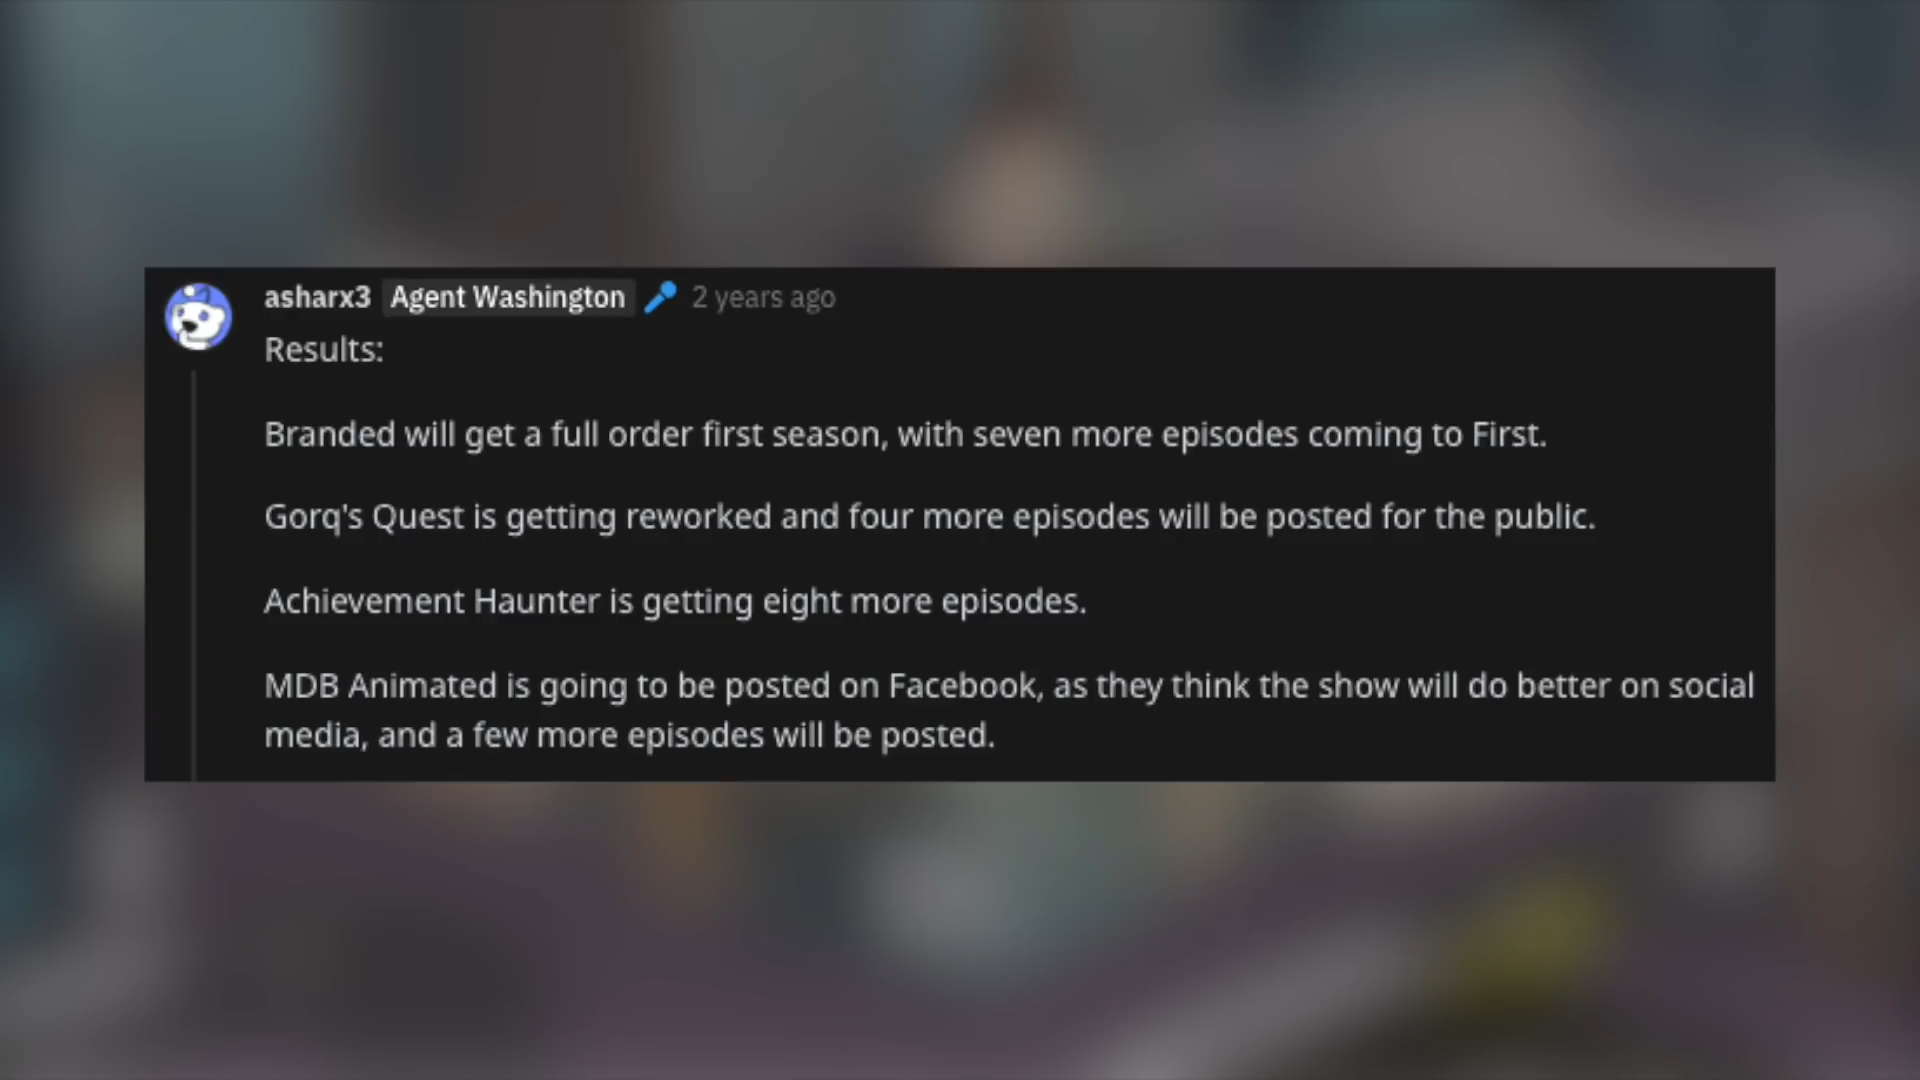 asharx3 Agent Washington 2 years ago
Results:
Branded will get a full order first season, with seven more episodes coming to First.
Gorq's Quest is getting reworked and four more episodes will be posted for the public.
Achievement Haunter is getting eight more episodes.
MDB Animated is going to be posted on Facebook, as they think the show will do better on social
media, and a few more episodes will be posted.